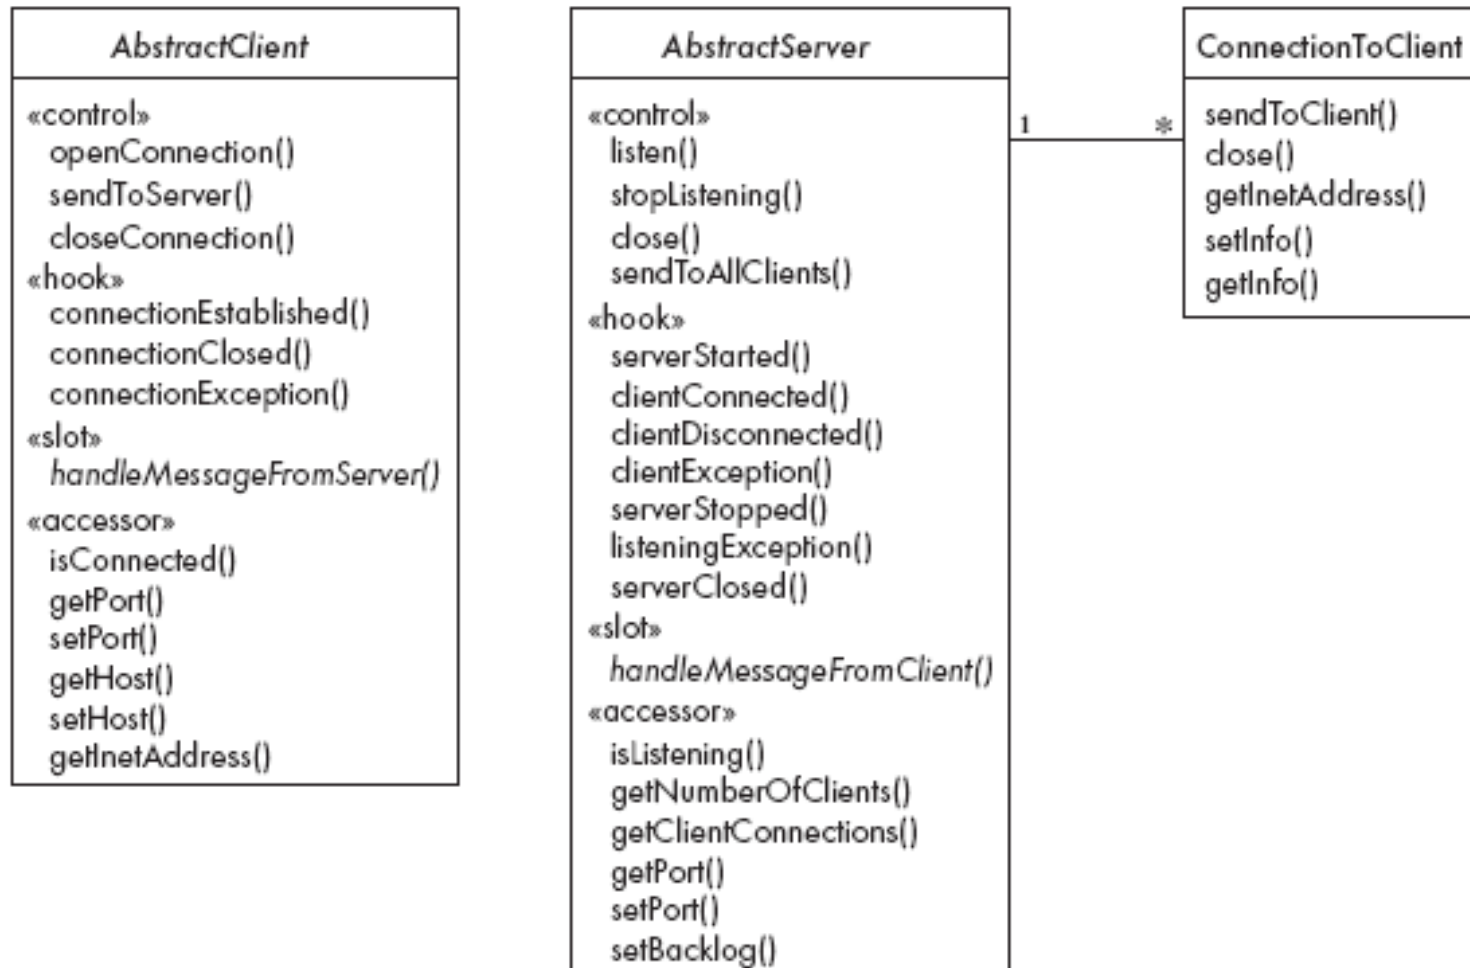 AbstractClient
«control»
openConnection()
sendToServer()
closeConnection()
«hook»
connectionEstablished()
connectionClosed()
connectionException()
«slot»
handleMessageFromServer()
«accessor»
isConnected()
getPort()
setPort()
getHost()
setHost()
getInetAddress()
AbstractServer
«control»
listen()
stopListening()
close()
sendToAllClients()
«hook»
serverStarted()
clientConnected()
clientDisconnected()
clientException()
serverStopped()
listeningException()
serverClosed()
«slot»
handleMessageFromClient()
«accessor»
isListening()
getNumberOfClients()
getClientConnections()
getPort()
setPort()
setBacklog()
1 *
ConnectionToClient
sendToClient()
close()
getInetAddress()
setInfo()
getInfo()